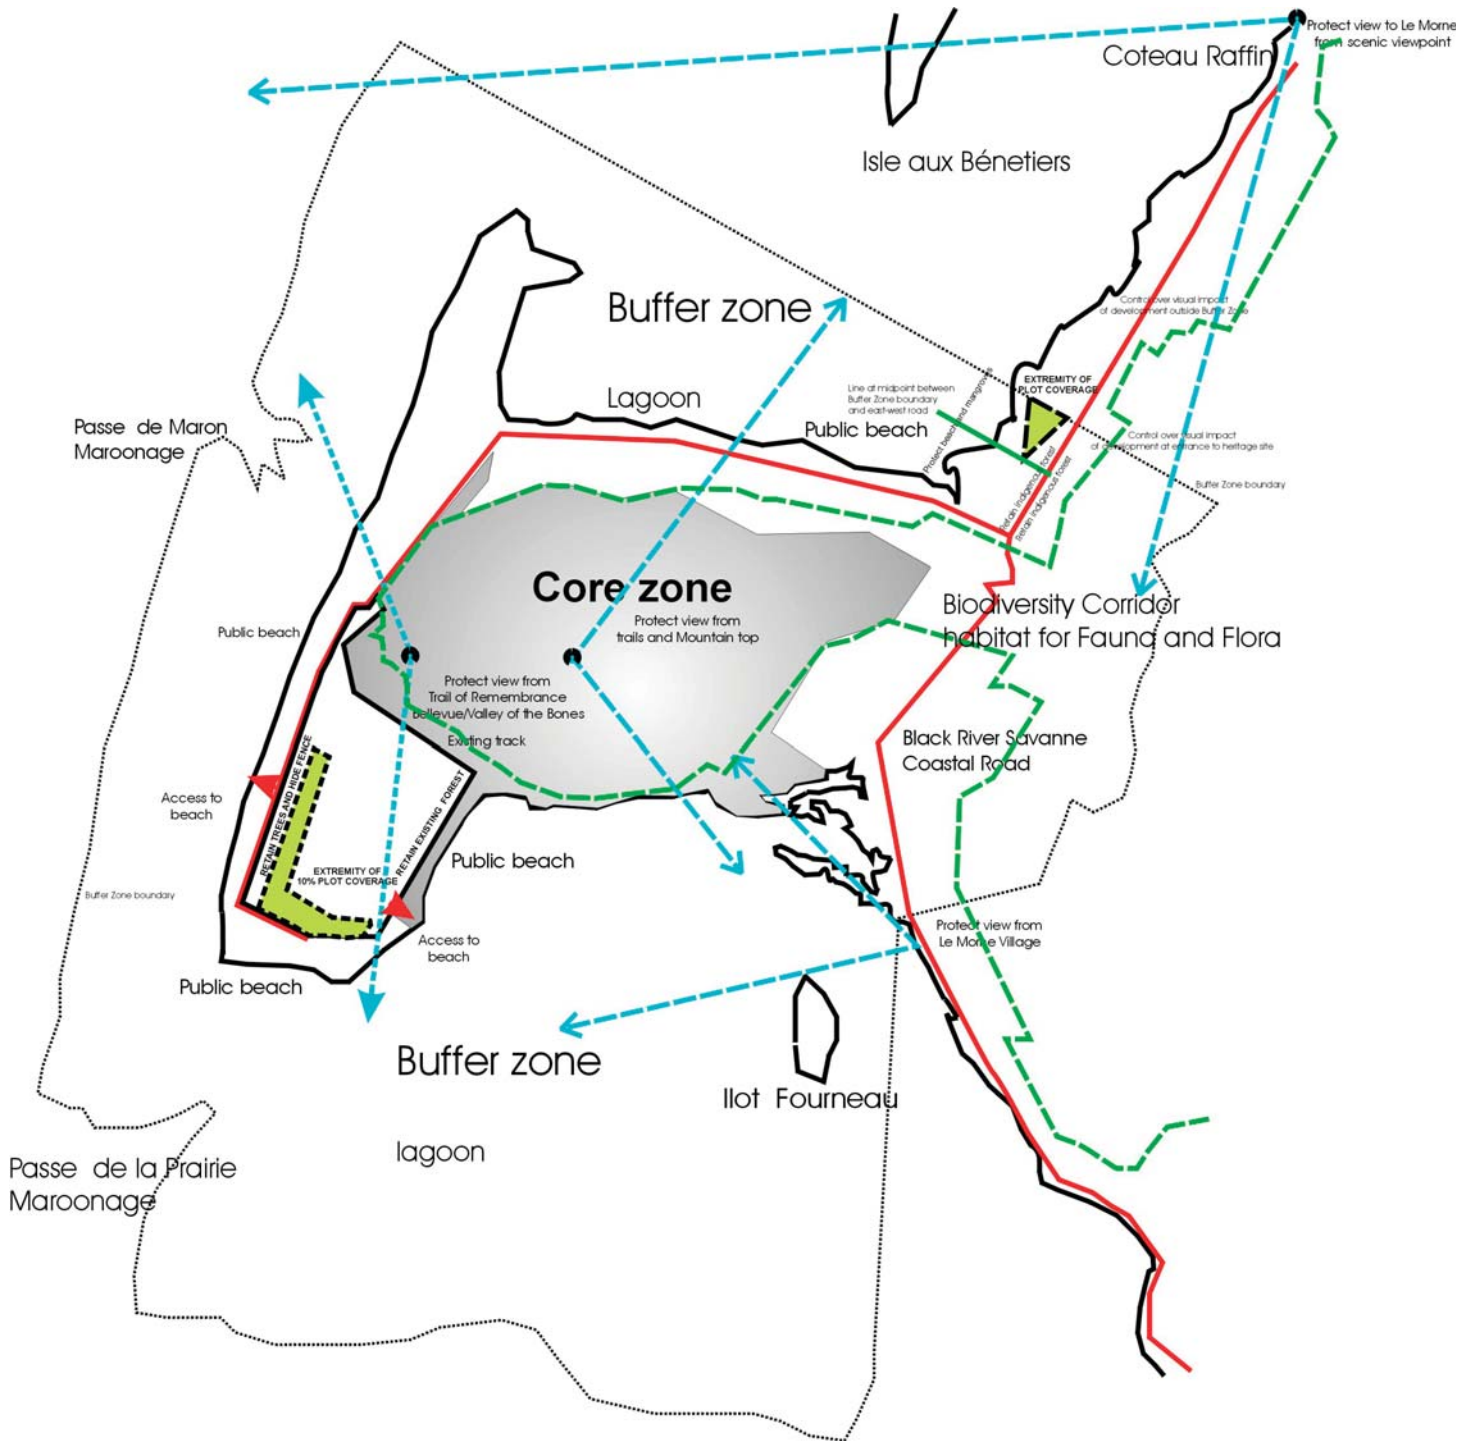 Protect view to Le Morne
from scenic viewpoint
Coteau Raffin
Isle aux Bénetiers
Buffer zone
Control over visual impact
of development outside Buffer Zone
EXTREMITY OF
PLOT COVERAGE
Line at midpoint between
Buffer Zone boundary
and east-west road
Protect beach and mangroves
Lagoon
Public beach
Passe de Maron
Maroonage
Control over visual impact
of development at entrance to heritage site
Buffer Zone boundary
Retain indigenous forest
Retain indigenous forest
Core zone
Protect view from
trails and Mountain top
Biodiversity Corridor
habitat for Fauna and Flora
Public beach
Protect view from
Trail of Remembrance
Bellevue/Valley of the Bones
Existing track
Black River Savanne
Coastal Road
RETAIN TREES AND HIDE FENCE
RETAIN EXISTING FOREST
Access to
beach
EXTREMITY OF
10% PLOT COVERAGE
Public beach
Buffer Zone boundary
Access to
beach
Protect view from
Le Morne Village
Public beach
Buffer zone
Ilot Fourneau
lagoon
Passe de la Prairie
Maroonage